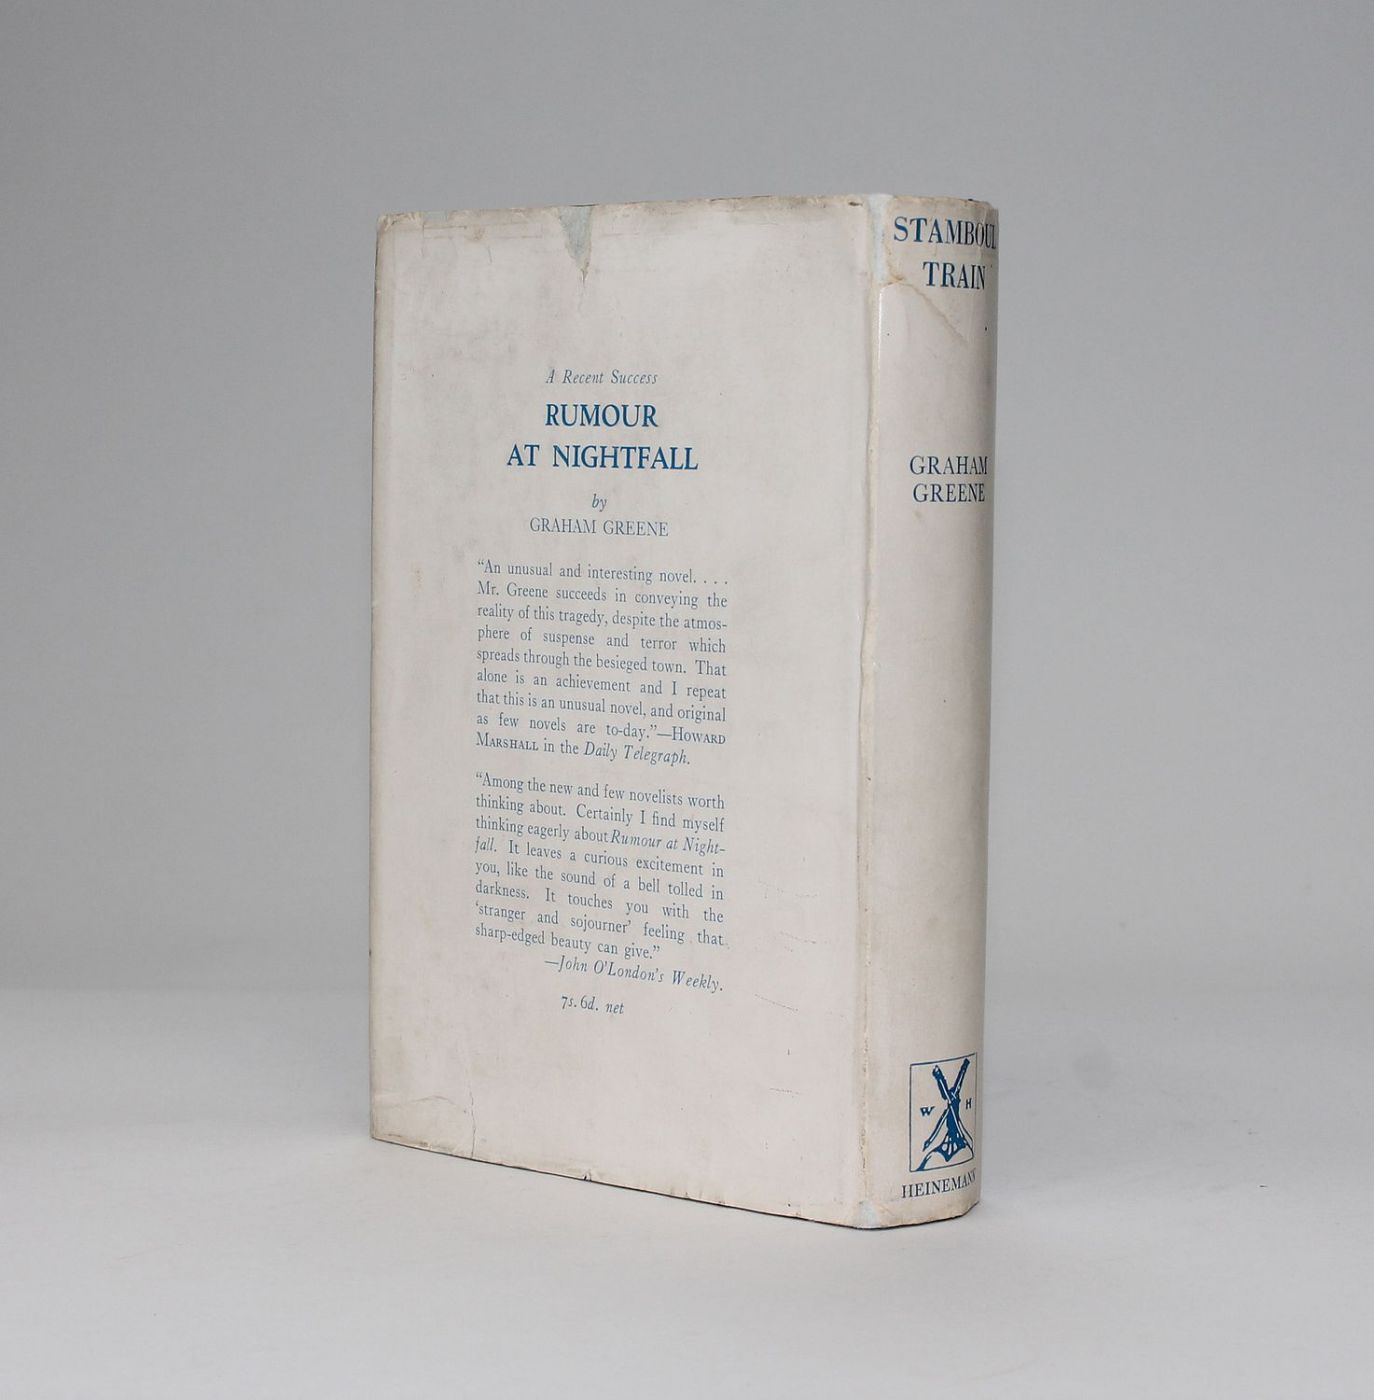 A Recent Success
RUMOUR
AT NIGHTFALL
by
GRAHAM GREENE
“An unusual and interesting novel. . . .
Mr. Greene succeeds in conveying the
reality of this tragedy, despite the atmos-
phere of suspense and terror which
spreads through the besieged town. That
alone is an achievement and I repeat
that this is an unusual novel, and original
as few novels are to-day.”—HOWARD
MARSHALL in the Daily Telegraph.
“Among the new and few novelists worth
thinking about. Certainly I find myself
thinking eagerly about Rumour at Night-
fall. It leaves a curious excitement in
you, like the sound of a bell tolled in
darkness. It touches you with the
‘stranger and sojourner’ feeling that
sharp-edged beauty can give.”
—John O’London’s Weekly.
7s. 6d. net
STAMBOUL
TRAIN
GRAHAM
GREENE
W H
HEINEMANN